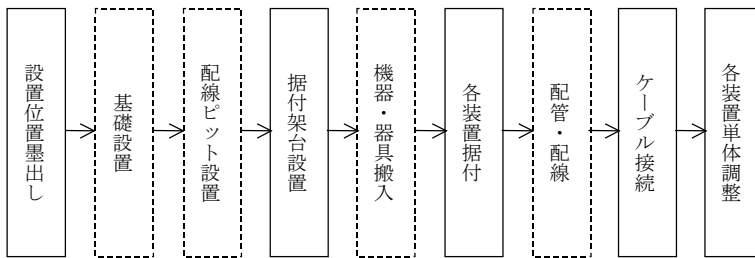 設置位置墨出し
基礎設置
配線ピット設置
据付架台設置
機器・器具搬入
各装置据付
配管・配線
ケーブル接続
各装置単体調整